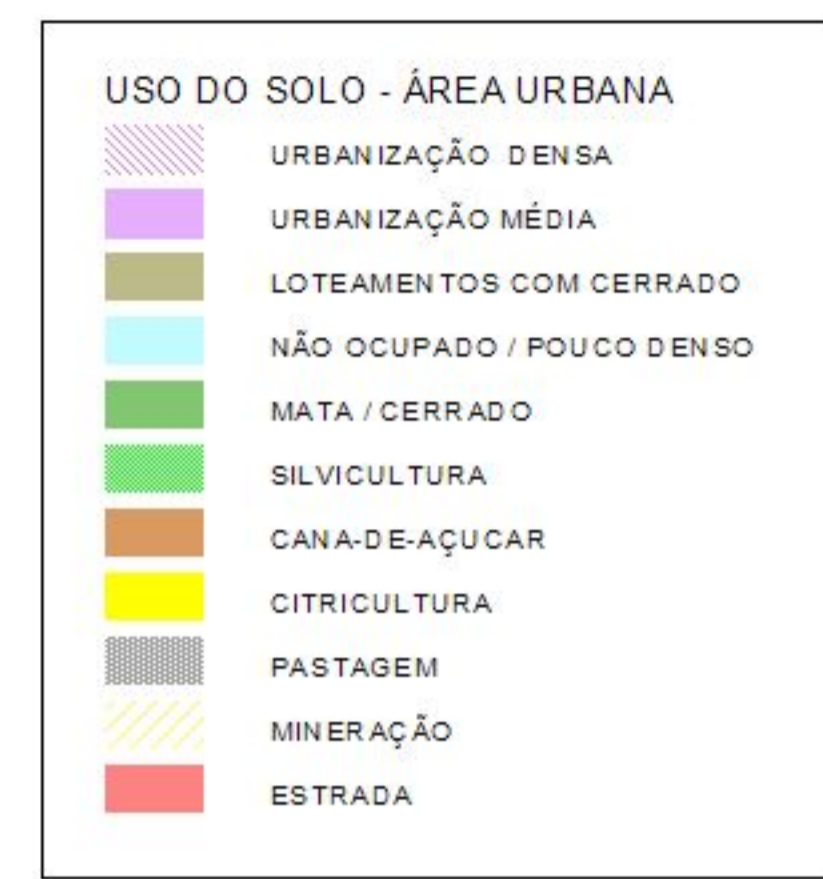 USO DO SOLO - ÁREA URBANA
URBANIZAÇÃO DENSA
URBANIZAÇÃO MÉDIA
LOTEAMENTOS COM CERRADO
NÃO OCUPADO / POUCO DENSO
MATA / CERRADO
SILVICULTURA
CANA-DE-AÇUCAR
CITRICULTURA
PASTAGEM
MINERAÇÃO
ESTRADA